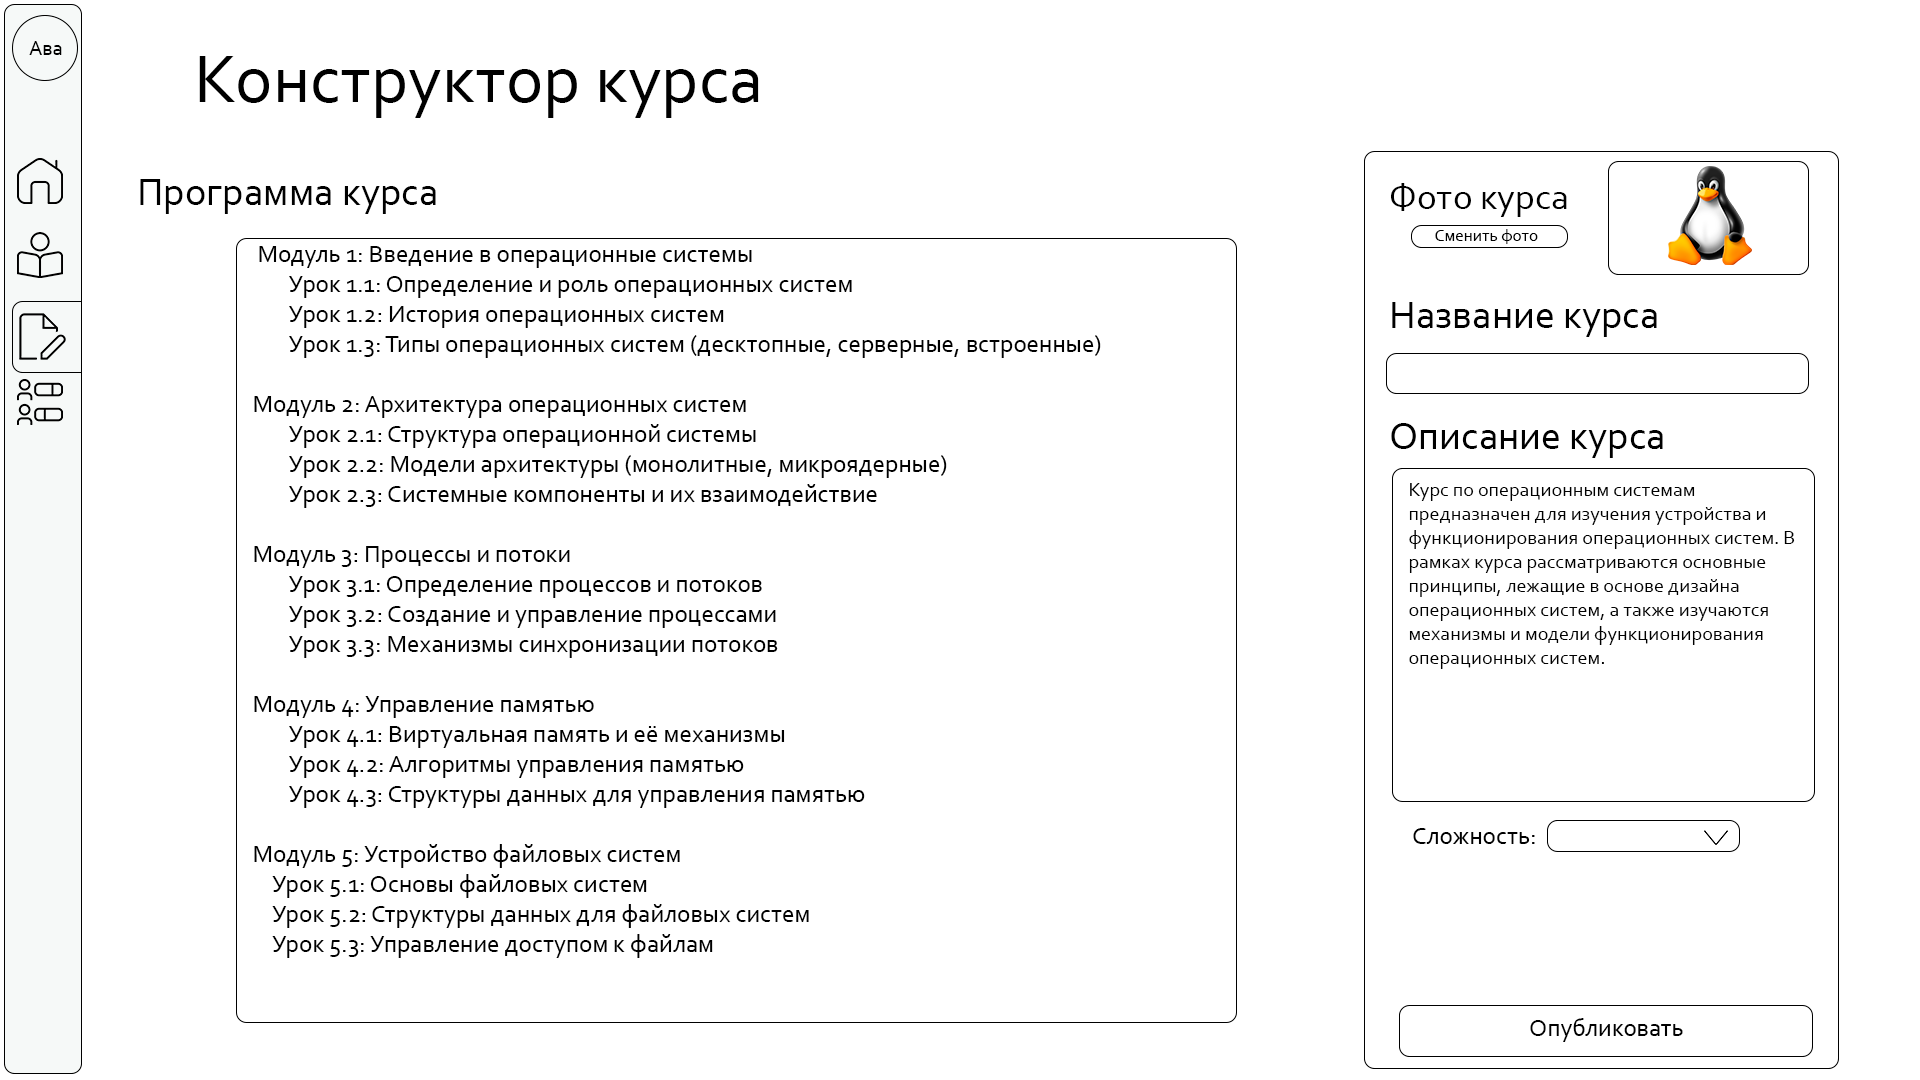 Ава
Конструктор курса
Программа курса
Модуль 1: Введение в операционные системы
Урок 1.1: Определение и роль операционных систем
Урок 1.2: История операционных систем
Урок 1.3: Типы операционных систем (десктопные, серверные, встроенные)
Модуль 2: Архитектура операционных систем
Урок 2.1: Структура операционной системы
Урок 2.2: Модели архитектуры (монолитные, микроядерные)
Урок 2.3: Системные компоненты и их взаимодействие
Модуль 3: Процессы и потоки
Урок 3.1: Определение процессов и потоков
Урок 3.2: Создание и управление процессами
Урок 3.3: Механизмы синхронизации потоков
Модуль 4: Управление памятью
Урок 4.1: Виртуальная память и её механизмы
Урок 4.2: Алгоритмы управления памятью
Урок 4.3: Структуры данных для управления памятью
Модуль 5: Устройство файловых систем
Урок 5.1: Основы файловых систем
Урок 5.2: Структуры данных для файловых систем
Урок 5.3: Управление доступом к файлам
Фото курса
Сменить фото
Название курса
Описание курса
Курс по операционным системам
предназначен для изучения устройства и
функционирования операционных систем. В
рамках курса рассматриваются основные
принципы, лежащие в основе дизайна
операционных систем, а также изучаются
механизмы и модели функционирования
операционных систем.
Сложность:
Опубликовать